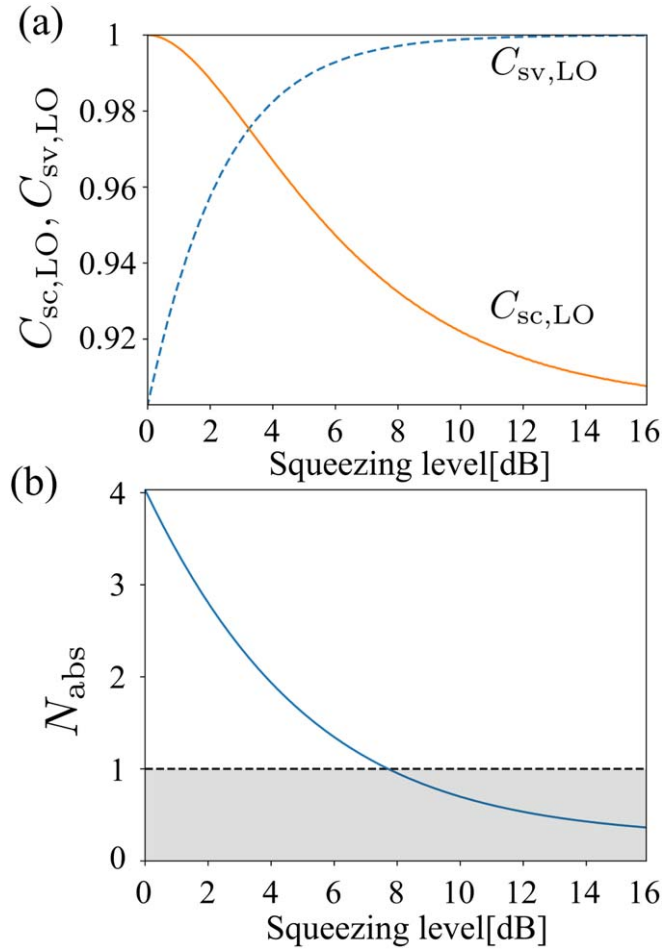 (a)
1
0.98
0.96
0.94
0.92
C_sc,LO, C_sv,LO
C_sv,LO
C_sc,LO
0 2 4 6 8 10 12 14 16
Squeezing level[dB]
(b)
4
3
2
1
0
N_abs
0 2 4 6 8 10 12 14 16
Squeezing level[dB]